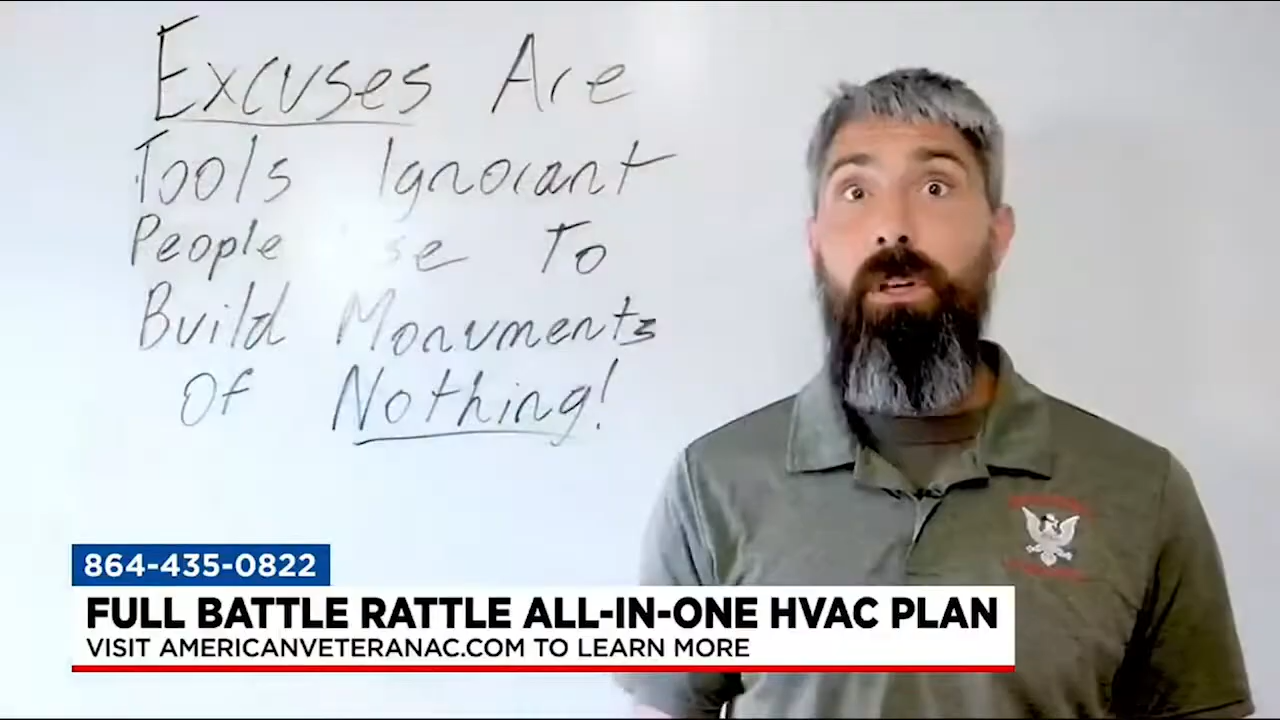 Excuses Are
Tools Ignorant
People se To
Build Monuments
Of Nothing!
864-435-0822
FULL BATTLE RATTLE ALL-IN-ONE HVAC PLAN
VISIT AMERICANVETERANAC.COM TO LEARN MORE